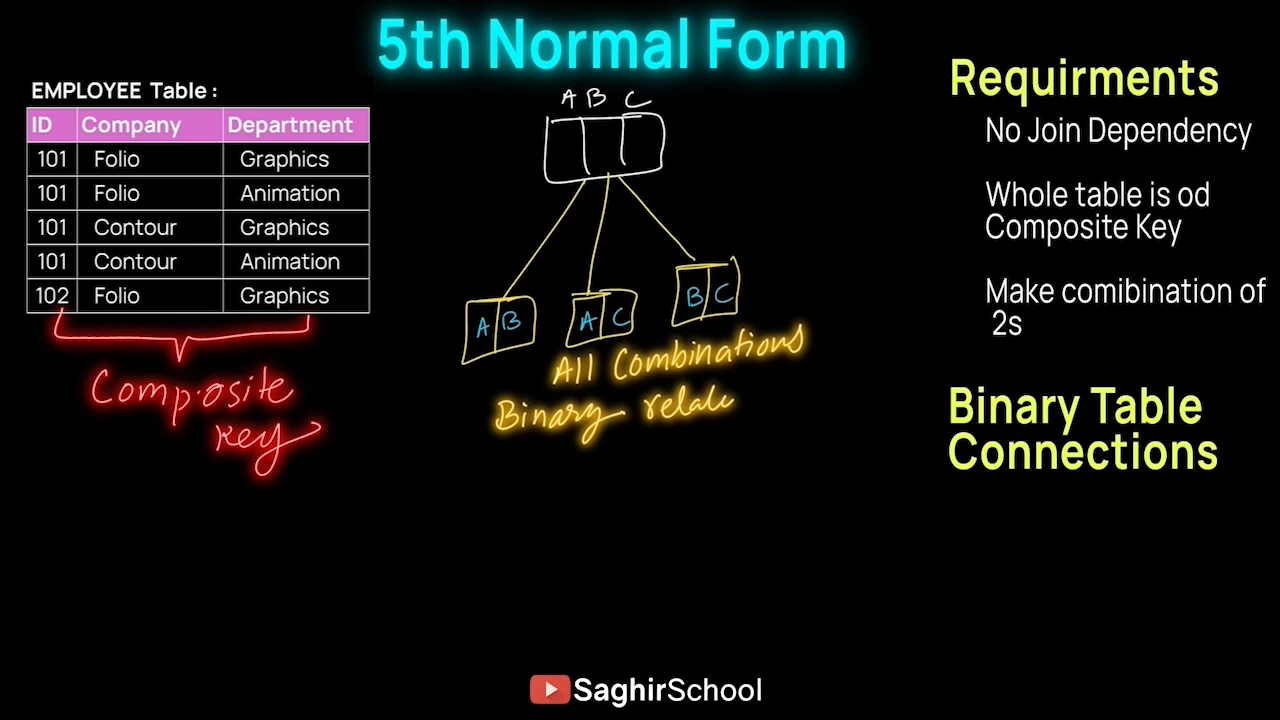 5th Normal Form
EMPLOYEE Table :
ID Company Department
101 Folio Graphics
101 Folio Animation
101 Contour Graphics
101 Contour Animation
102 Folio Graphics
Composite
key
A B C
A B
A C
B C
All Combinations
Binary relate
Requirments
No Join Dependency
Whole table is od
Composite Key
Make comibination of
2s
Binary Table
Connections
SaghirSchool